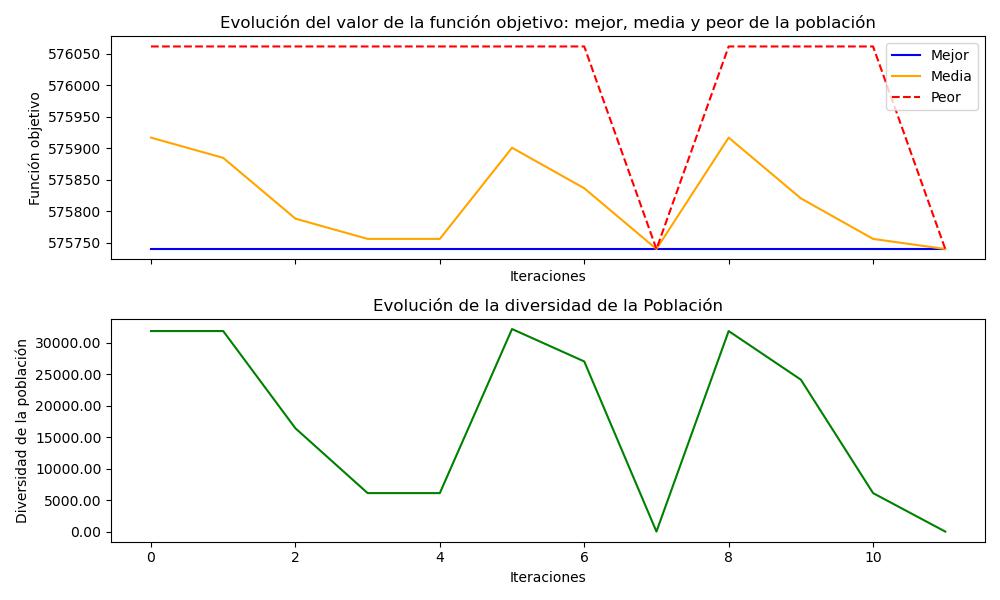 Evolución del valor de la función objetivo: mejor, media y peor de la población
Función objetivo
576050
576000
575950
575900
575850
575800
575750
Mejor
Media
Peor
Iteraciones
Evolución de la diversidad de la Población
Diversidad de la población
30000.00
25000.00
20000.00
15000.00
10000.00
5000.00
0.00
0 2 4 6 8 10
Iteraciones